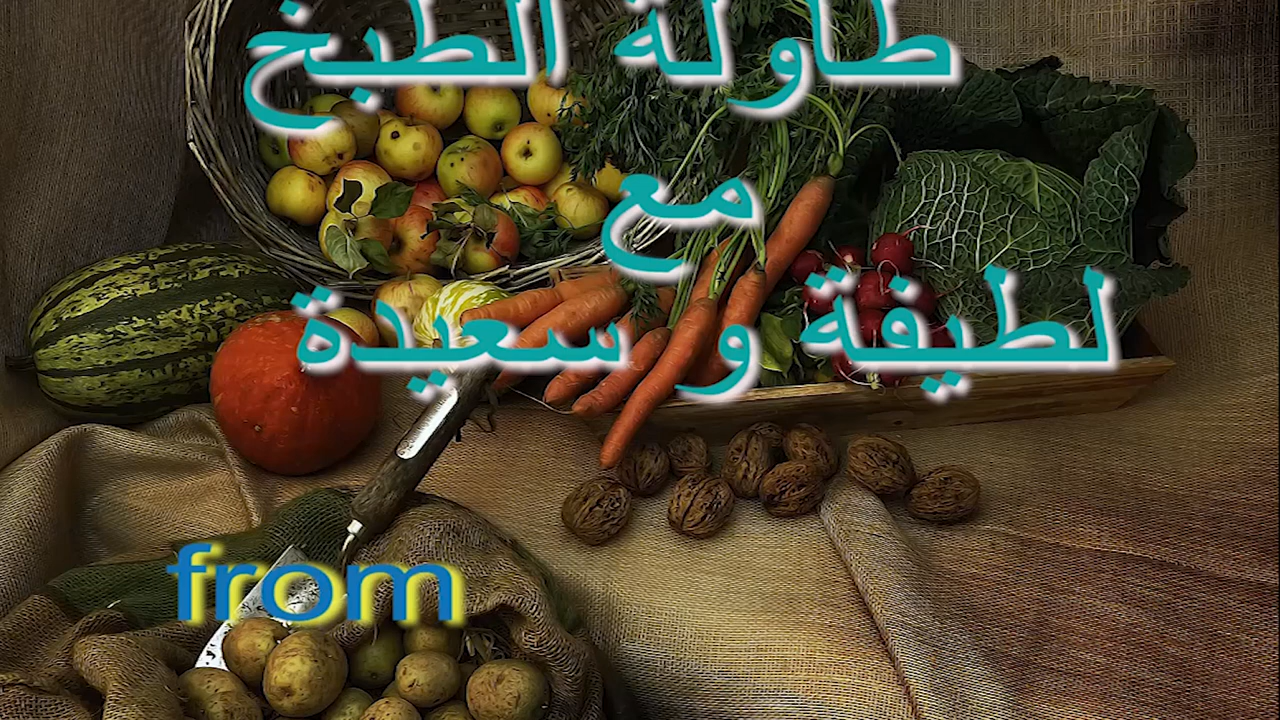 طاولة الطبخ
مع
لطيفة و سعيدة
from